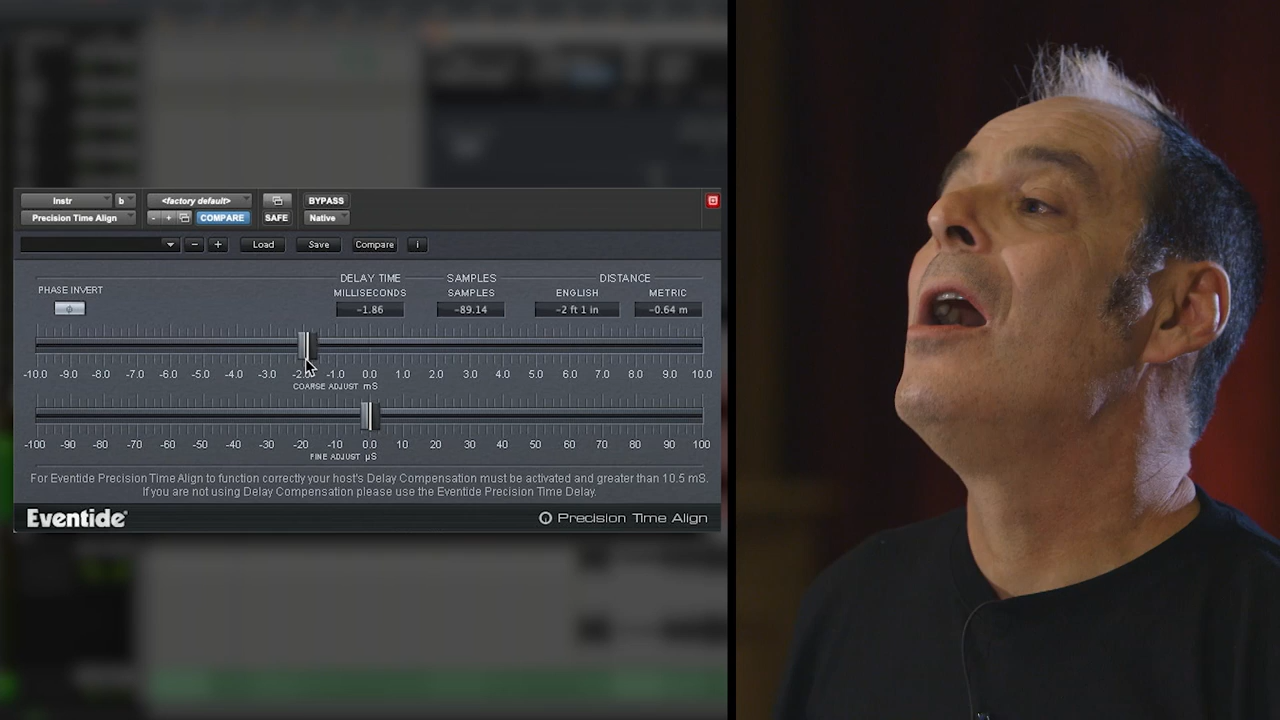 Instr b <factory default> BYPASS
Precision Time Align - + COMPARE SAFE Native
- + Load Save Compare i
DELAY TIME SAMPLES DISTANCE
PHASE INVERT MILLISECONDS SAMPLES ENGLISH METRIC
-1.86 -89.14 -2 ft 1 in -0.64 m
-10.0 -9.0 -8.0 -7.0 -6.0 -5.0 -4.0 -3.0 -2.0 -1.0 0.0 1.0 2.0 3.0 4.0 5.0 6.0 7.0 8.0 9.0 10.0
COARSE ADJUST mS
-100 -90 -80 -70 -60 -50 -40 -30 -20 -10 0.0 10 20 30 40 50 60 70 80 90 100
FINE ADJUST µS
For Eventide Precision Time Align to function correctly your host's Delay Compensation must be activated and greater than 10.5 mS.
If you are not using Delay Compensation please use the Eventide Precision Time Delay.
Eventide Precision Time Align